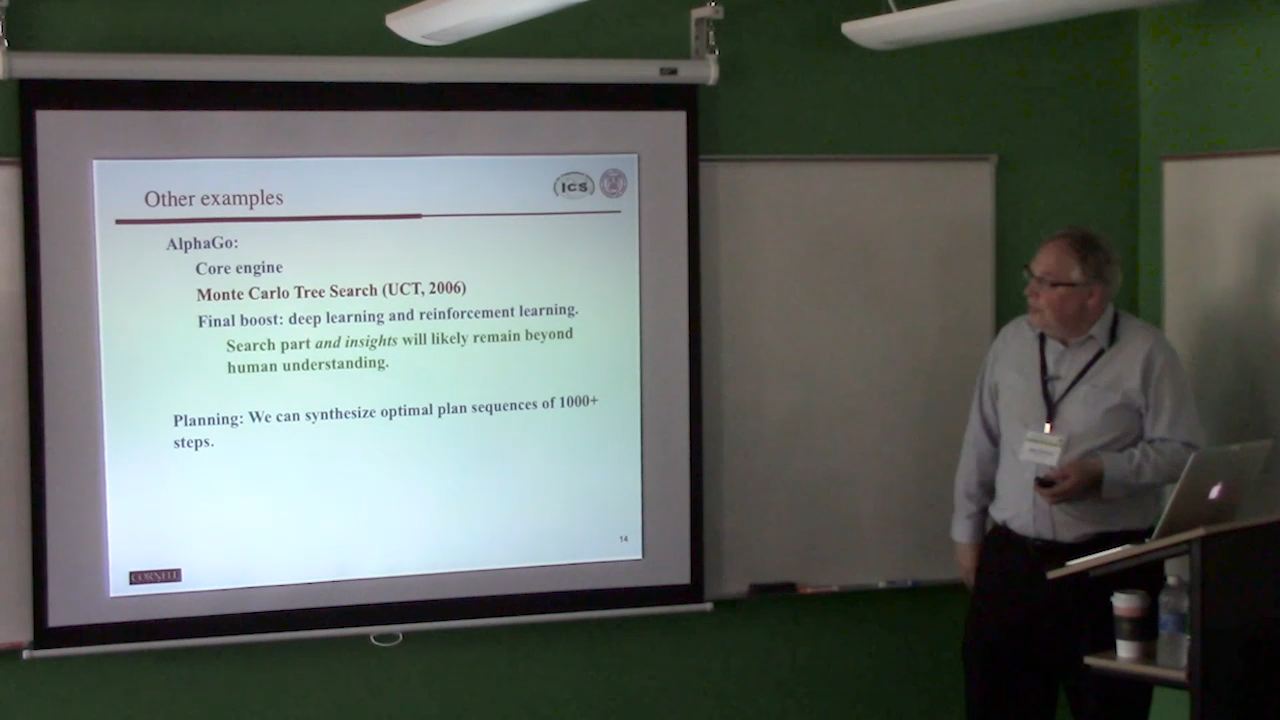 Other examples
ICS
AlphaGo:
Core engine
Monte Carlo Tree Search (UCT, 2006)
Final boost: deep learning and reinforcement learning.
Search part and insights will likely remain beyond
human understanding.
Planning: We can synthesize optimal plan sequences of 1000+
steps.
14
CORNELL